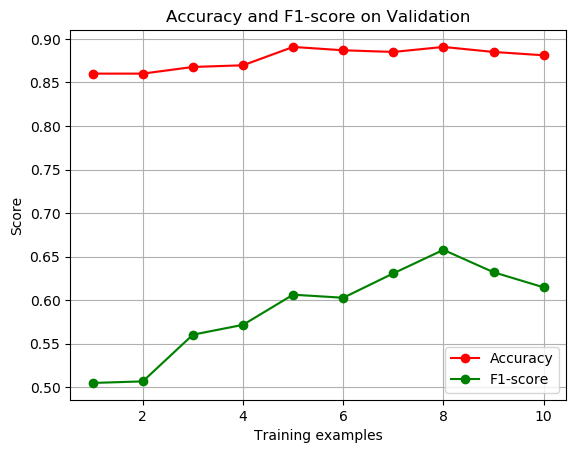 Accuracy and F1-score on Validation
0.90
0.85
0.80
0.75
0.70
0.65
0.60
0.55
0.50
Score
2 4 6 8 10
Training examples
Accuracy
F1-score